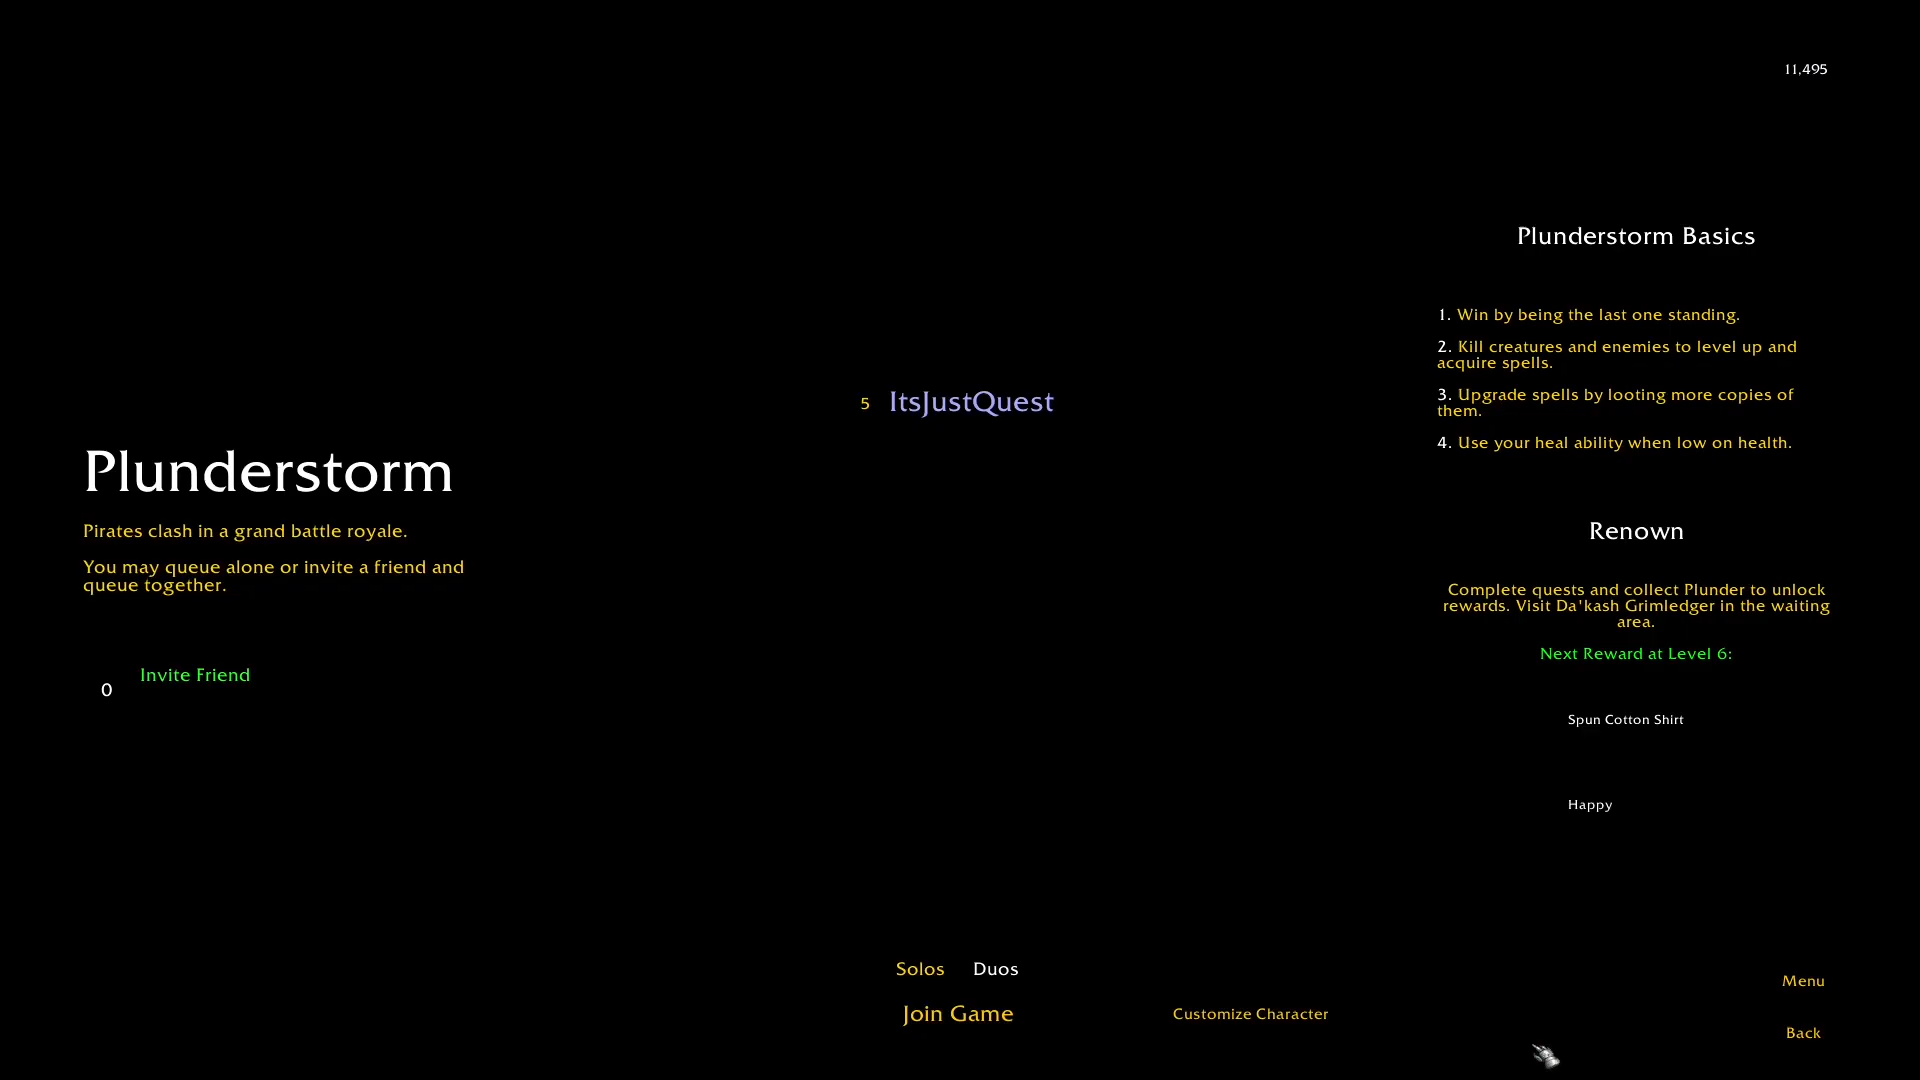 11,495
Plunderstorm
Pirates clash in a grand battle royale.
You may queue alone or invite a friend and
queue together.
0
Invite Friend
5 ItsJustQuest
Plunderstorm Basics
1. Win by being the last one standing.
2. Kill creatures and enemies to level up and
acquire spells.
3. Upgrade spells by looting more copies of
them.
4. Use your heal ability when low on health.
Renown
Complete quests and collect Plunder to unlock
rewards. Visit Da'kash Grimledger in the waiting
area.
Next Reward at Level 6:
Spun Cotton Shirt
Happy
Solos Duos
Join Game
Customize Character
Menu
Back